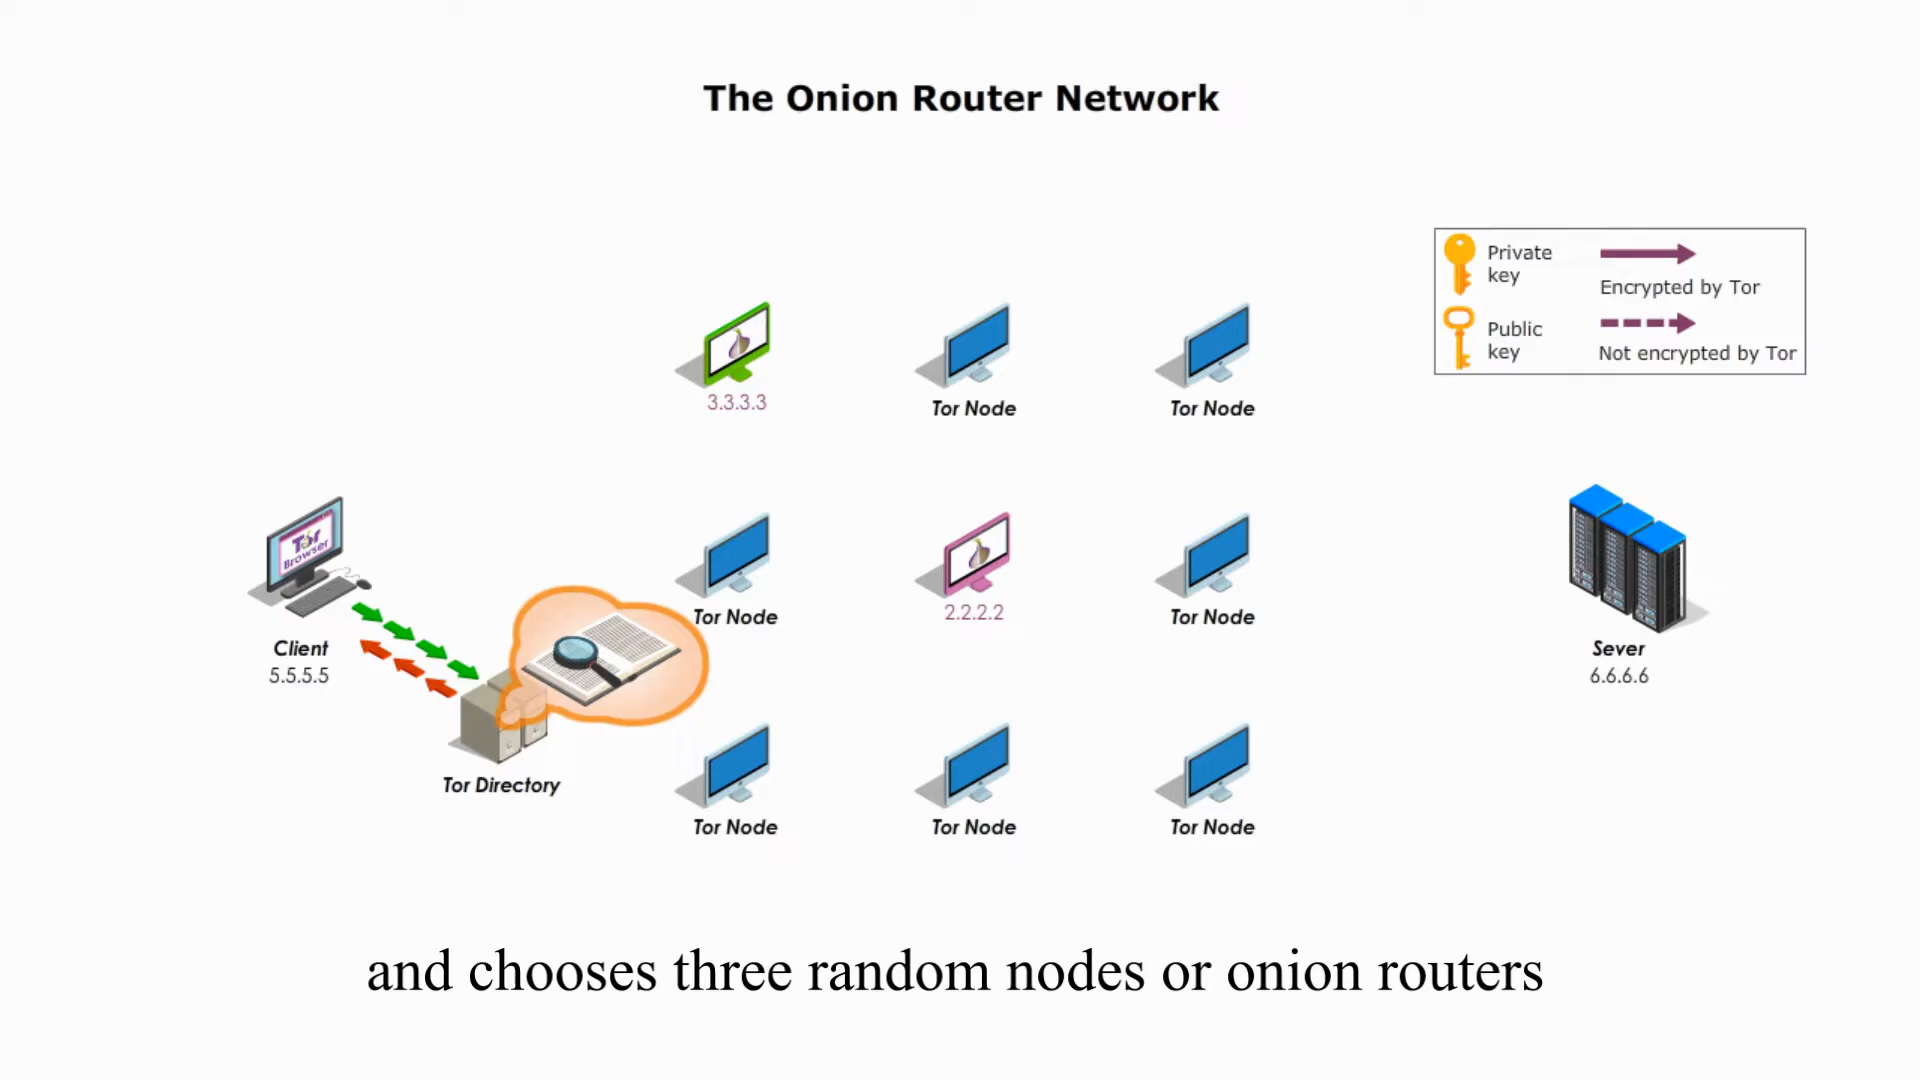 The Onion Router Network
Private
key
Encrypted by Tor
Public
key
Not encrypted by Tor
3.3.3.3
Tor Node
Tor Node
Tor
Browser
Client
5.5.5.5
Tor Node
2.2.2.2
Tor Node
Sever
6.6.6.6
Tor Directory
Tor Node
Tor Node
Tor Node
and chooses three random nodes or onion routers